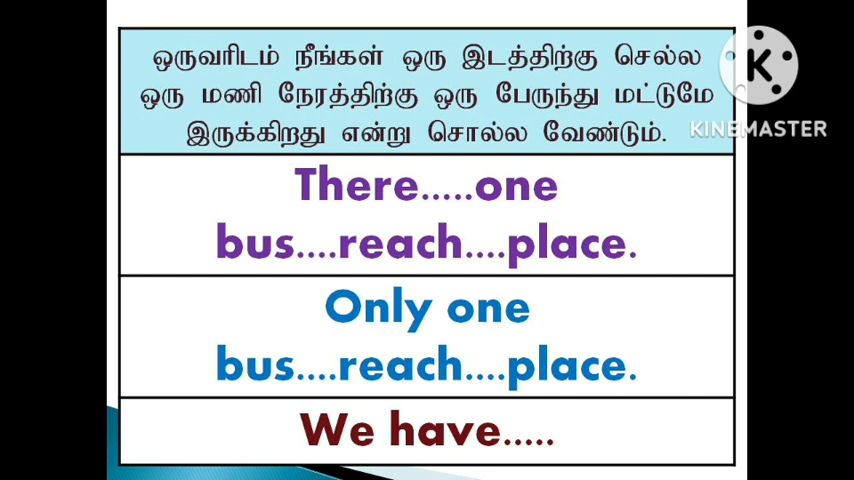 ஒருவரிடம் நீங்கள் ஒரு இடத்திற்கு செல்ல
ஒரு மணி நேரத்திற்கு ஒரு பேருந்து மட்டுமே
இருக்கிறது என்று சொல்ல வேண்டும்.
K
KINEMASTER
There.....one
bus....reach....place.
Only one
bus....reach....place.
We have.....